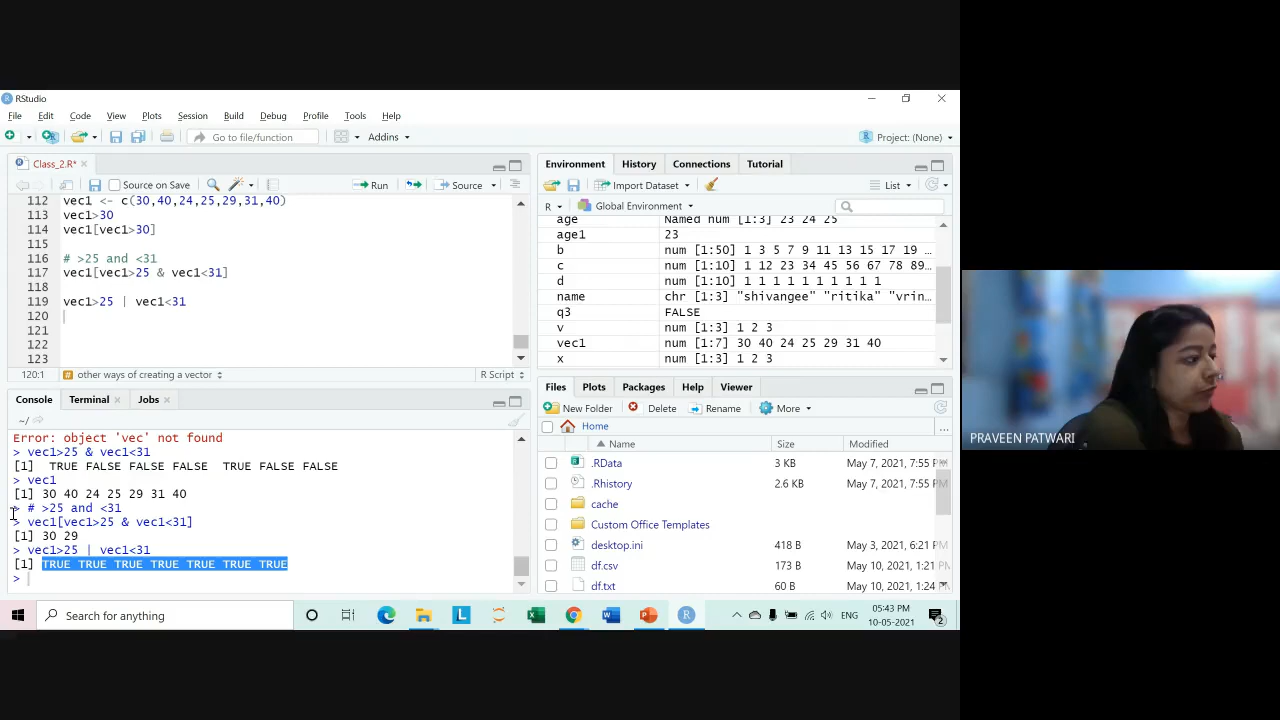 RStudio
File Edit Code View Plots Session Build Debug Profile Tools Help
Go to file/function Addins Project: (None)
Class_2.R*
Source on Save Run Source
112 vec1 <- c(30,40,24,25,29,31,40)
113 vec1>30
114 vec1[vec1>30]
115
116 # >25 and <31
117 vec1[vec1>25 & vec1<31]
118
119 vec1>25 | vec1<31
120
121
122
123
120:1 # other ways of creating a vector R Script
Console Terminal Jobs
~/
Error: object 'vec' not found
> vec1>25 & vec1<31
[1] TRUE FALSE FALSE FALSE TRUE FALSE FALSE
> vec1
[1] 30 40 24 25 29 31 40
> # >25 and <31
> vec1[vec1>25 & vec1<31]
[1] 30 29
> vec1>25 | vec1<31
[1] TRUE TRUE TRUE TRUE TRUE TRUE TRUE
>
Environment History Connections Tutorial
Import Dataset List
R Global Environment
age Named num [1:3] 23 24 25
age1 23
b num [1:50] 1 3 5 7 9 11 13 15 17 19 ...
c num [1:10] 1 12 23 34 45 56 67 78 89...
d num [1:10] 1 1 1 1 1 1 1 1 1 1
name chr [1:3] "shivangee" "ritika" "vrin...
q3 FALSE
v num [1:3] 1 2 3
vec1 num [1:7] 30 40 24 25 29 31 40
x num [1:3] 1 2 3
Files Plots Packages Help Viewer
New Folder Delete Rename More
Home ...
Name Size Modified
.RData 3 KB May 7, 2021, 7:55 P
.Rhistory 2.6 KB May 7, 2021, 7:55 P
cache
Custom Office Templates
desktop.ini 418 B May 3, 2021, 6:21 P
df.csv 173 B May 10, 2021, 1:21
df.txt 60 B May 10, 2021, 1:24
Search for anything
ENG
05:43 PM
10-05-2021
2
PRAVEEN PATWARI